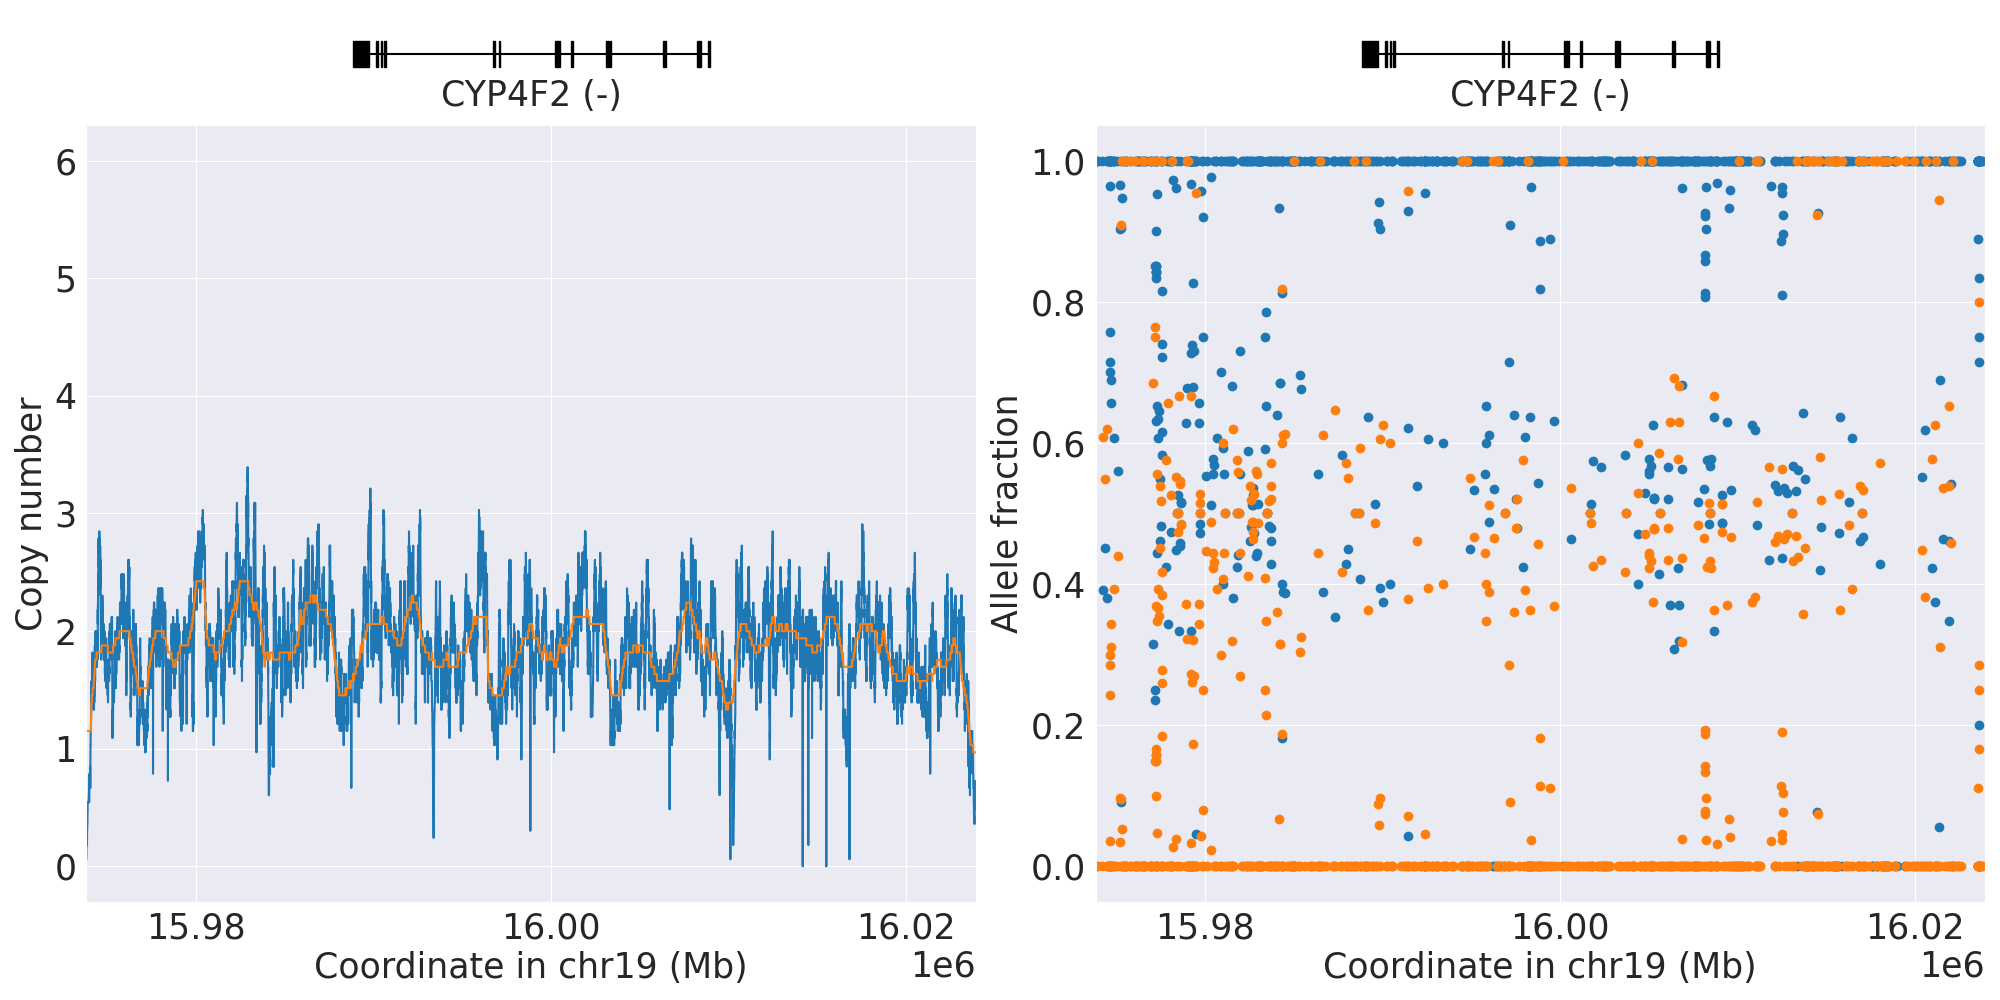 CYP4F2 (-)
Copy number
6
5
4
3
2
1
0
15.98
16.00
16.02
Coordinate in chr19 (Mb)
1e6
CYP4F2 (-)
Allele fraction
1.0
0.8
0.6
0.4
0.2
0.0
15.98
16.00
16.02
Coordinate in chr19 (Mb)
1e6